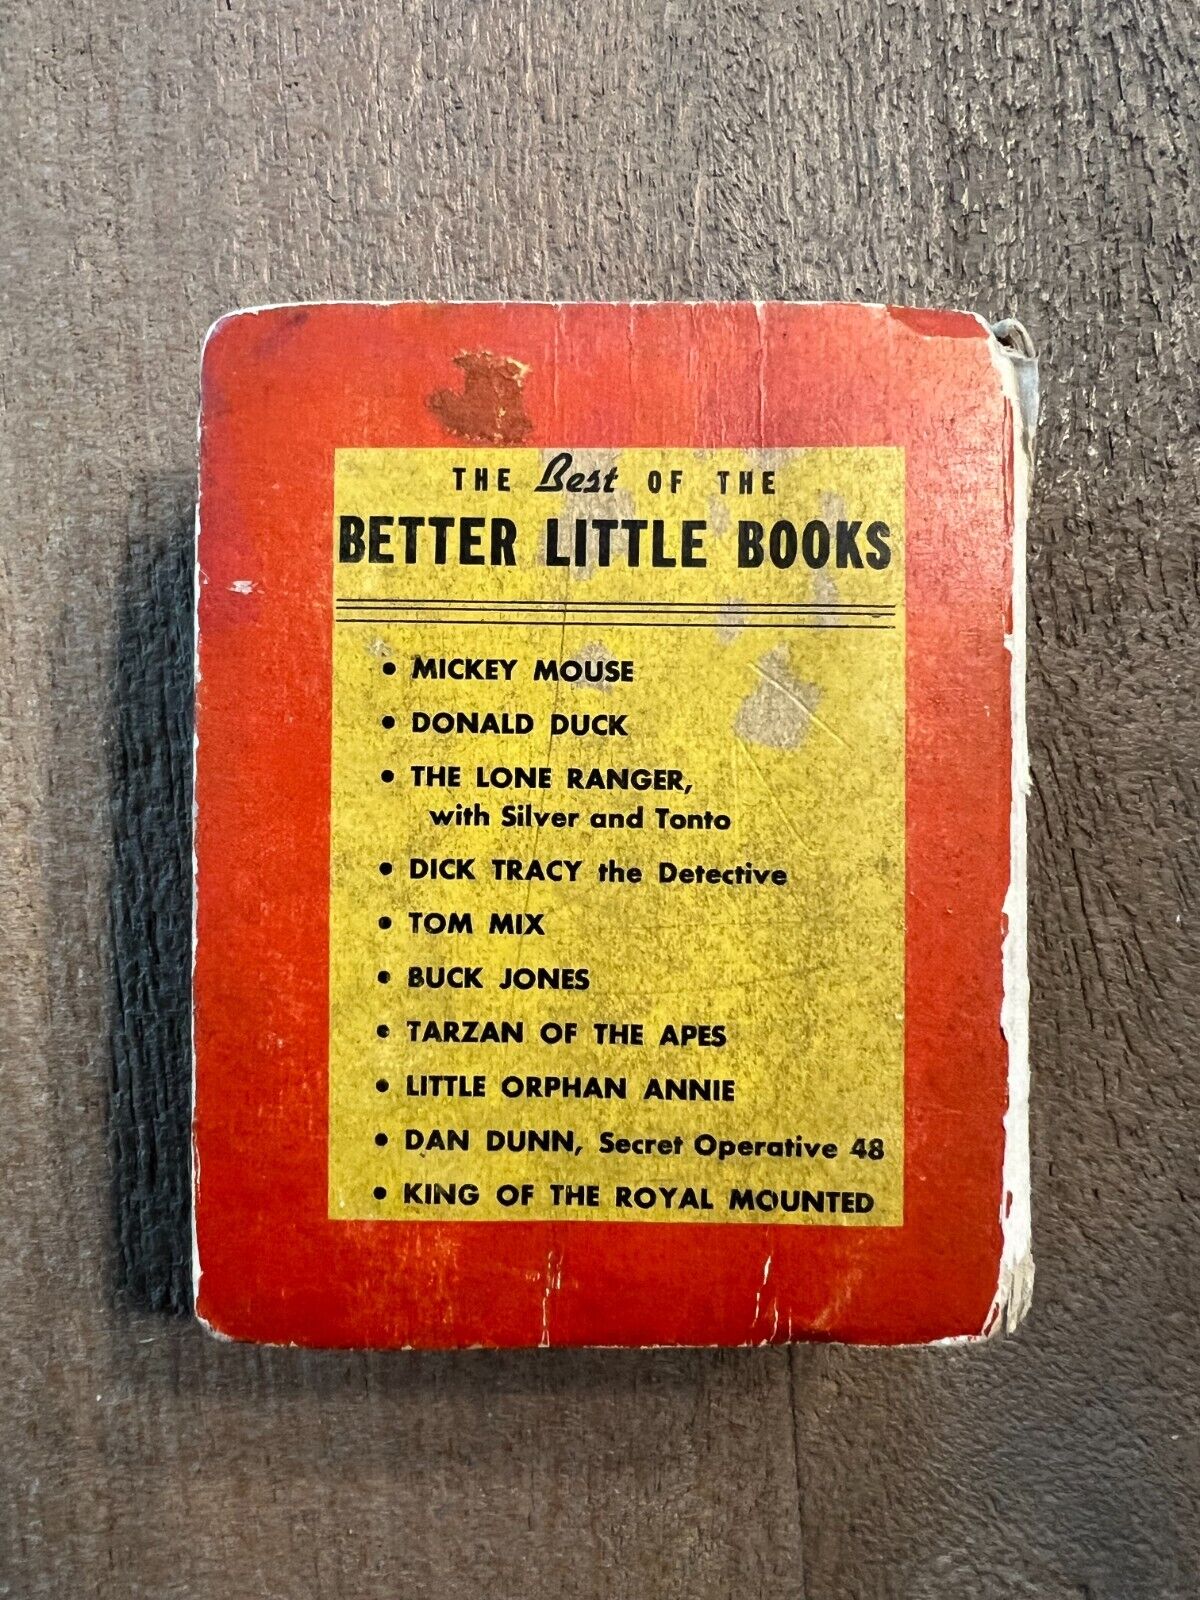 THE Best OF THE
BETTER LITTLE BOOKS
• MICKEY MOUSE
• DONALD DUCK
• THE LONE RANGER,
with Silver and Tonto
• DICK TRACY the Detective
• TOM MIX
• BUCK JONES
• TARZAN OF THE APES
• LITTLE ORPHAN ANNIE
• DAN DUNN, Secret Operative 48
• KING OF THE ROYAL MOUNTED